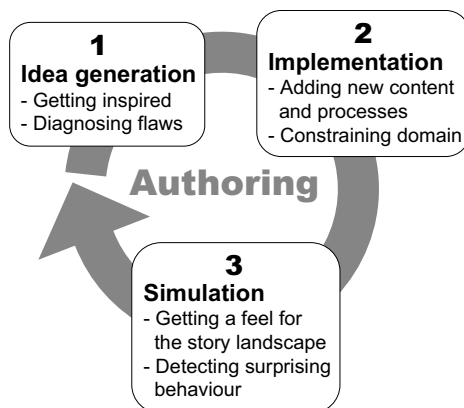 1
Idea generation
- Getting inspired
- Diagnosing flaws
2
Implementation
- Adding new content
and processes
- Constraining domain
Authoring
3
Simulation
- Getting a feel for
the story landscape
- Detecting surprising
behaviour